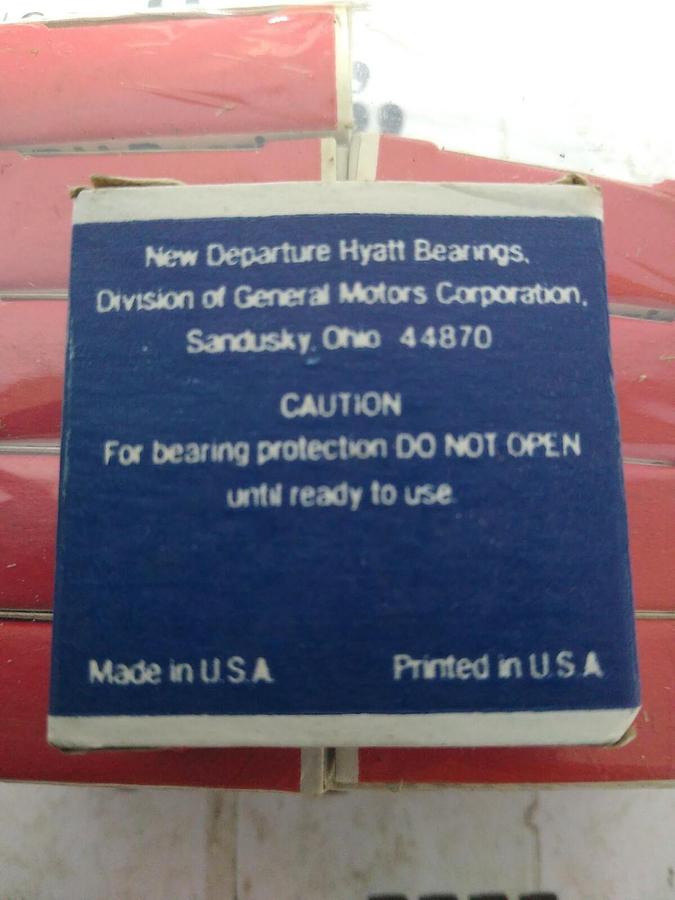 New Departure Hyatt Bearings,
Division of General Motors Corporation,
Sandusky, Ohio 44870
CAUTION
For bearing protection DO NOT OPEN
until ready to use.
Made in U.S.A.
Printed in U.S.A.